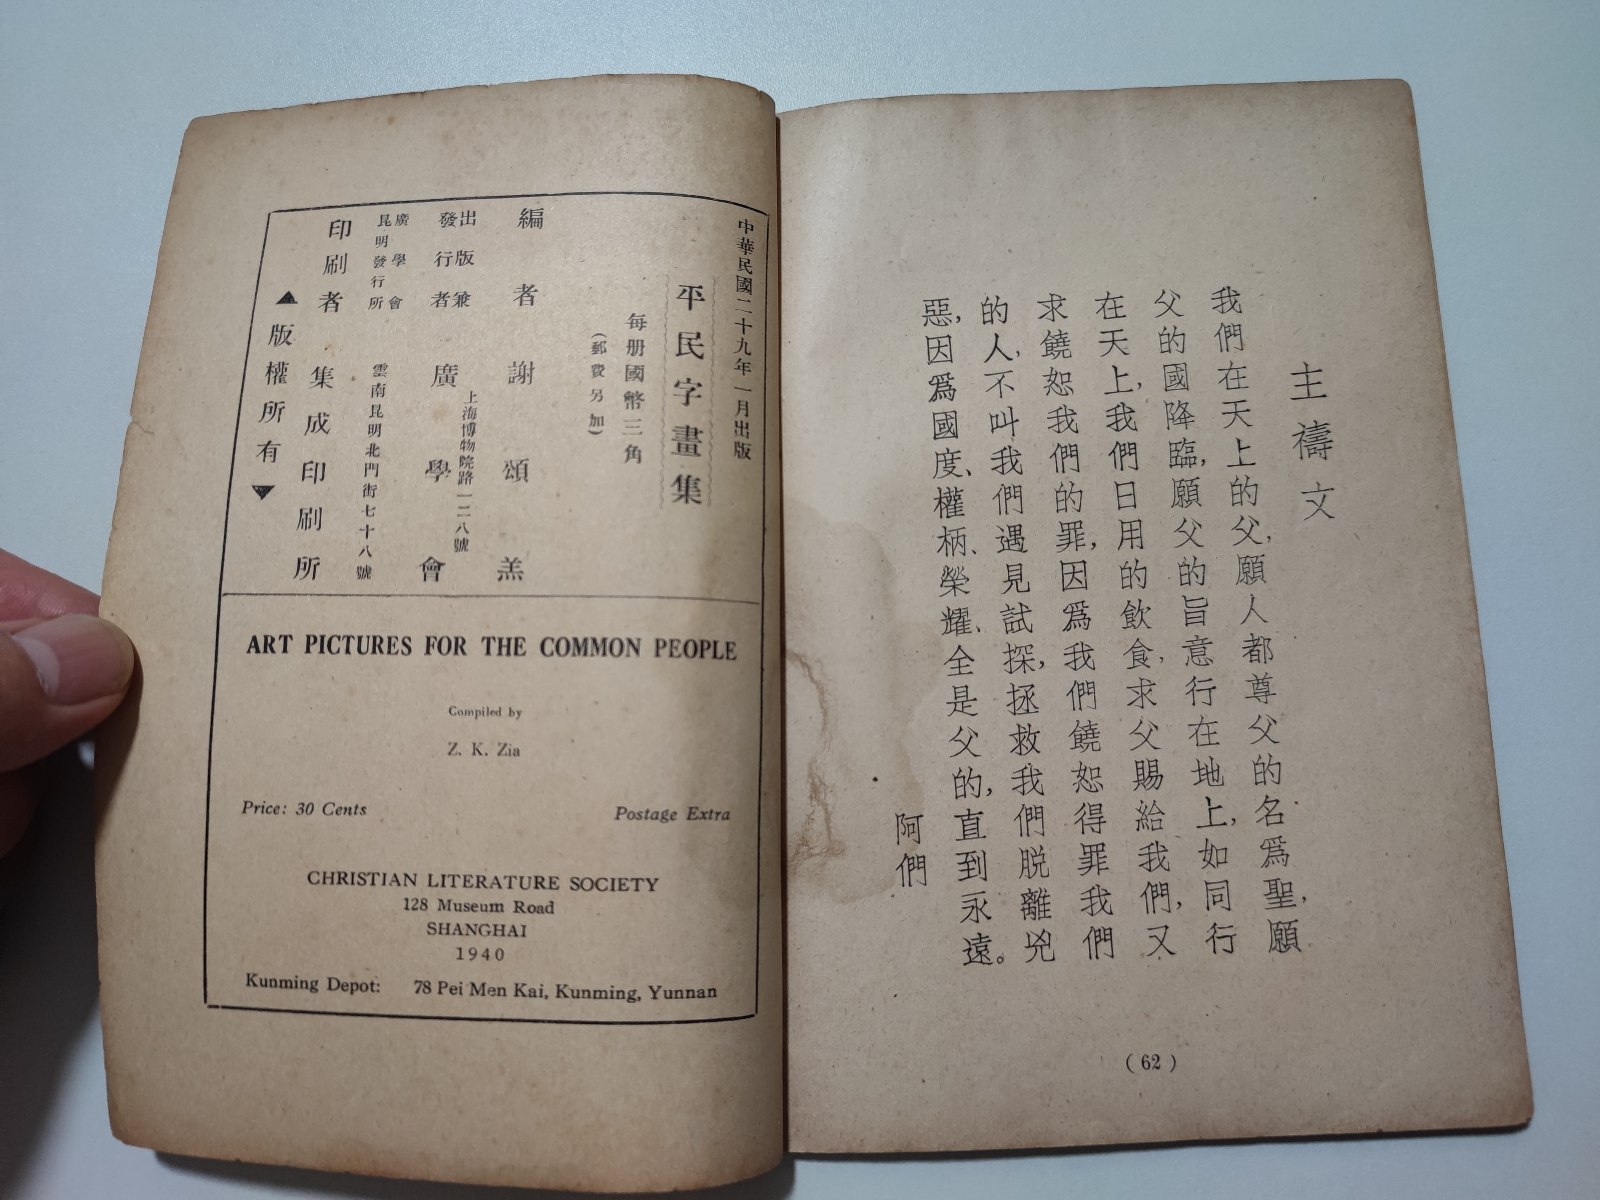 主禱文
我們在天上的父，願人都尊父的名爲聖，願
父的國降臨，願父的旨意行在地上，如同行
在天上，我們日用的飲食，求父賜給我們，又
求饒恕我們的罪，因爲我們饒恕得罪我們
的人，不叫我們遇見試探，拯救我們脱離兇
惡，因爲國度、權柄、榮耀、全是父的，直到永遠。
阿們
(62)
中華民國二十九年一月出版
平民字畫集
每册國幣三角
(郵費另加)
編者 謝頌羔
出版兼
發行者 廣學會
上海博物院路一二八號
廣學會
昆明發行所 雲南昆明北門街七十八號
印刷者 集成印刷所
▲版權所有▼
ART PICTURES FOR THE COMMON PEOPLE
Compiled by
Z. K. Zia
Price: 30 Cents Postage Extra
CHRISTIAN LITERATURE SOCIETY
128 Museum Road
SHANGHAI
1940
Kunming Depot: 78 Pei Men Kai, Kunming, Yunnan